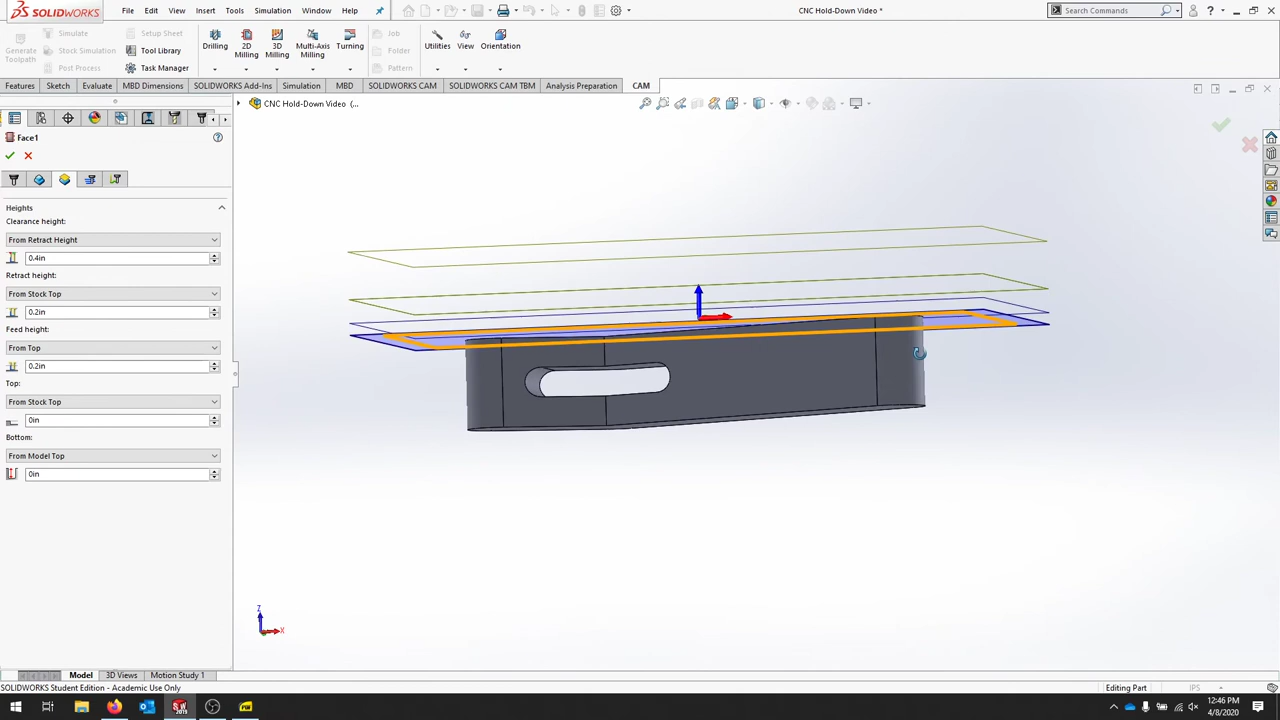 SOLIDWORKS
File Edit View Insert Tools Simulation Window Help
CNC Hold-Down Video *
Search Commands
Generate Toolpath
Simulate
Stock Simulation
Post Process
Setup Sheet
Tool Library
Task Manager
Drilling
2D Milling
3D Milling
Multi-Axis Milling
Turning
Job
Folder
Pattern
Utilities
View
Orientation
Features Sketch Evaluate MBD Dimensions SOLIDWORKS Add-Ins Simulation MBD SOLIDWORKS CAM SOLIDWORKS CAM TBM Analysis Preparation CAM
CNC Hold-Down Video (...
Face1
Heights
Clearance height:
From Retract Height
0.4in
Retract height:
From Stock Top
0.2in
Feed height:
From Top
0.2in
Top:
From Stock Top
0in
Bottom:
From Model Top
0in
Z
X
Model 3D Views Motion Study 1
SOLIDWORKS Student Edition - Academic Use Only
Editing Part
IPS
12:46 PM
4/8/2020